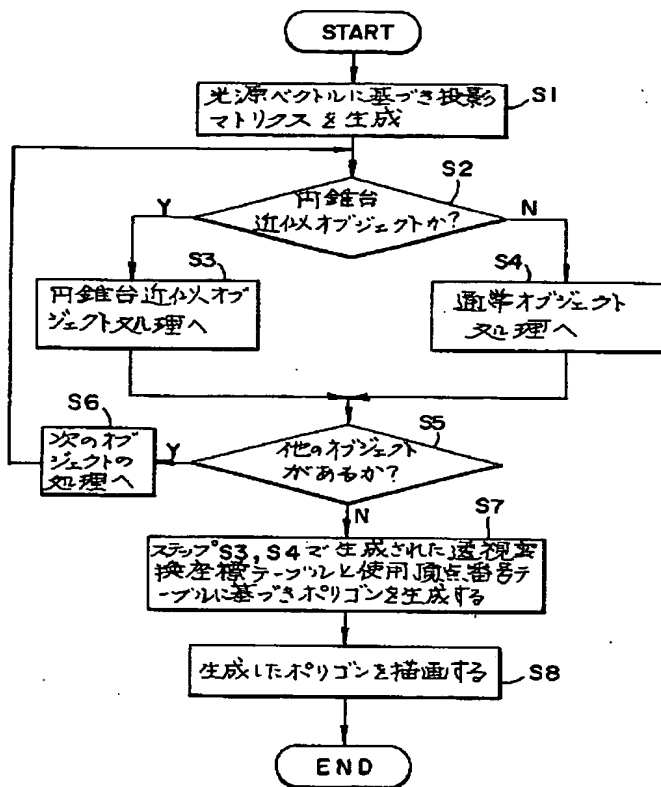 START
光源ベクトルに基づき投影
マトリクスを生成
S1
円錐台
近似オブジェクトか?
S2
Y
N
S3
円錐台近似オブ
ジェクト処理へ
S4
通常オブジェクト
処理へ
S6
次のオブ
ジェクトの
処理へ
Y
他のオブジェクト
があるか?
S5
N
S7
ステップS3,S4で生成された透視変
換座標テーブルと使用頂点番号テ
ーブルに基づきポリゴンを生成する
生成したポリゴンを描画する
S8
END